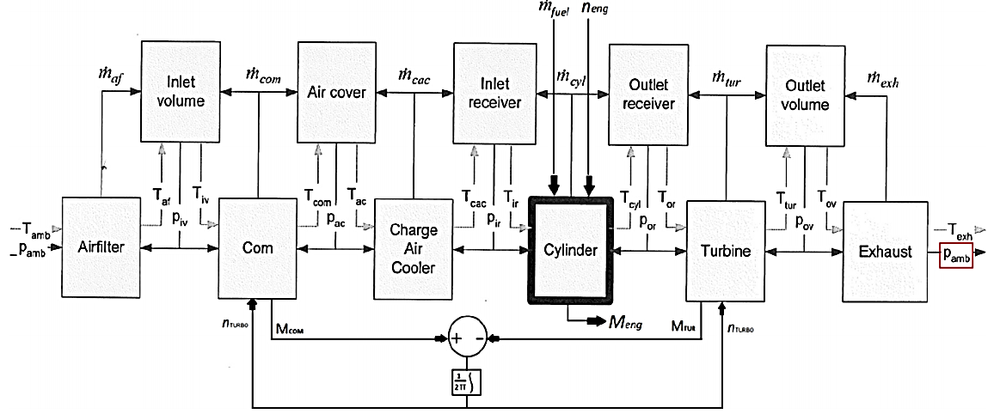 ṁfuel
neng
ṁaf
Inlet volume
ṁcom
Air cover
ṁcac
Inlet receiver
ṁcyl
Outlet receiver
ṁtur
Outlet volume
ṁexh
Taf
piv
Tiv
Tcom
pac
Tac
Tcac
pir
Tir
Tcyl
por
Tor
Ttur
pov
Tov
Tamb
pamb
Airfilter
Com
Charge Air Cooler
Cylinder
Turbine
Exhaust
Texh
pamb
nTURBO
MCOM
+
-
Meng
MTUR
nTURBO
1/2π ∫